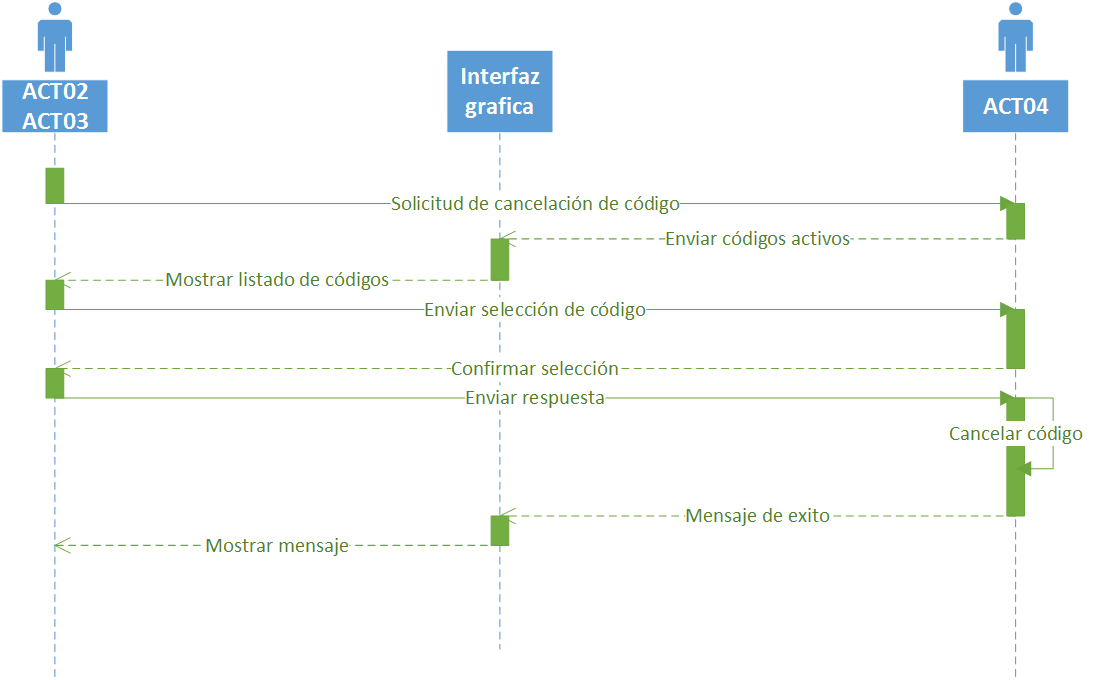 ACT02
ACT03
Interfaz
grafica
ACT04
Solicitud de cancelación de código
Enviar códigos activos
Mostrar listado de códigos
Enviar selección de código
Confirmar selección
Enviar respuesta
Cancelar código
Mensaje de exito
Mostrar mensaje